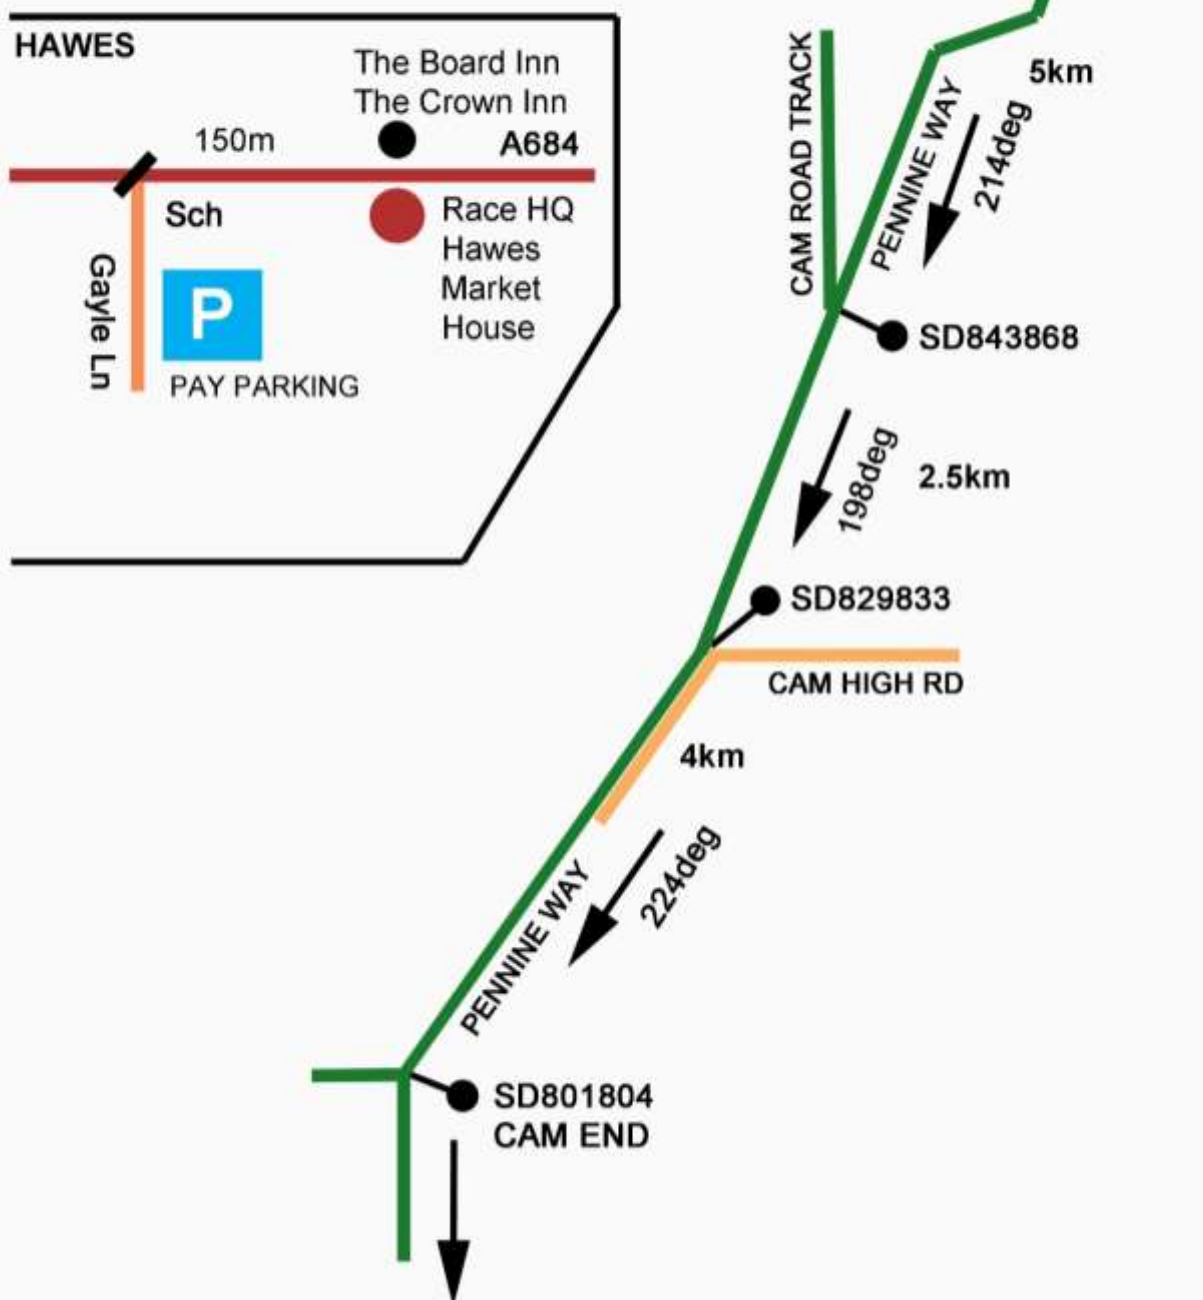 HAWES
The Board Inn
The Crown Inn
150m
A684
Sch
Race HQ
Hawes
Market
House
Gayle Ln
P
PAY PARKING
CAM ROAD TRACK
PENNINE WAY
5km
214deg
SD843868
198deg
2.5km
SD829833
CAM HIGH RD
4km
224deg
PENNINE WAY
SD801804
CAM END